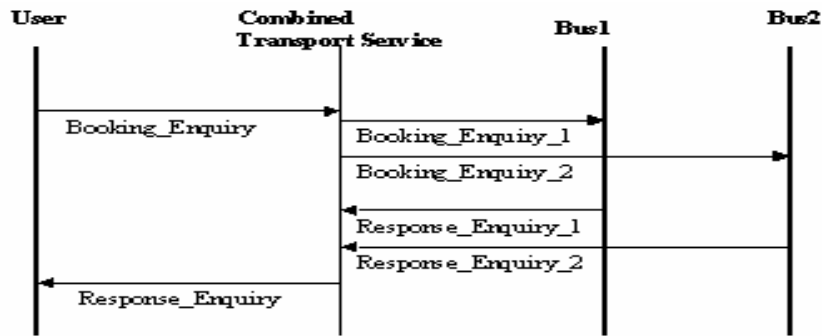 User
Combined
Transport Service
Bus1
Bus2
Booking_Enquiry
Booking_Enquiry_1
Booking_Enquiry_2
Response_Enquiry_1
Response_Enquiry_2
Response_Enquiry